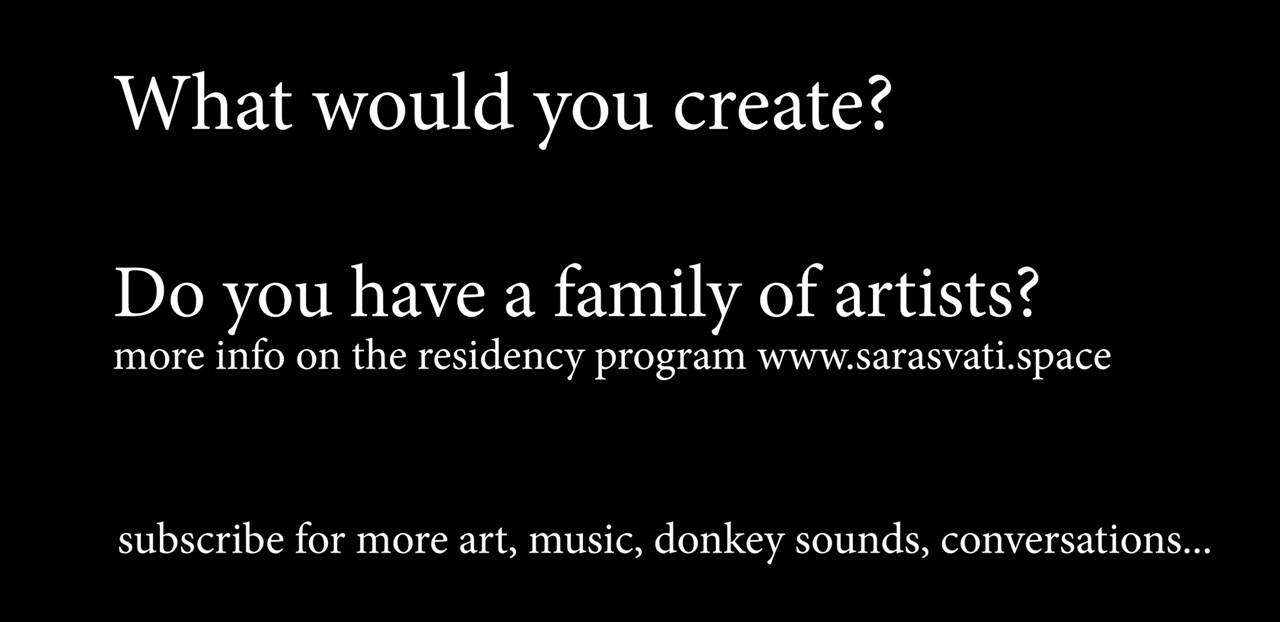 What would you create?
Do you have a family of artists?
more info on the residency program www.sarasvati.space
subscribe for more art, music, donkey sounds, conversations...